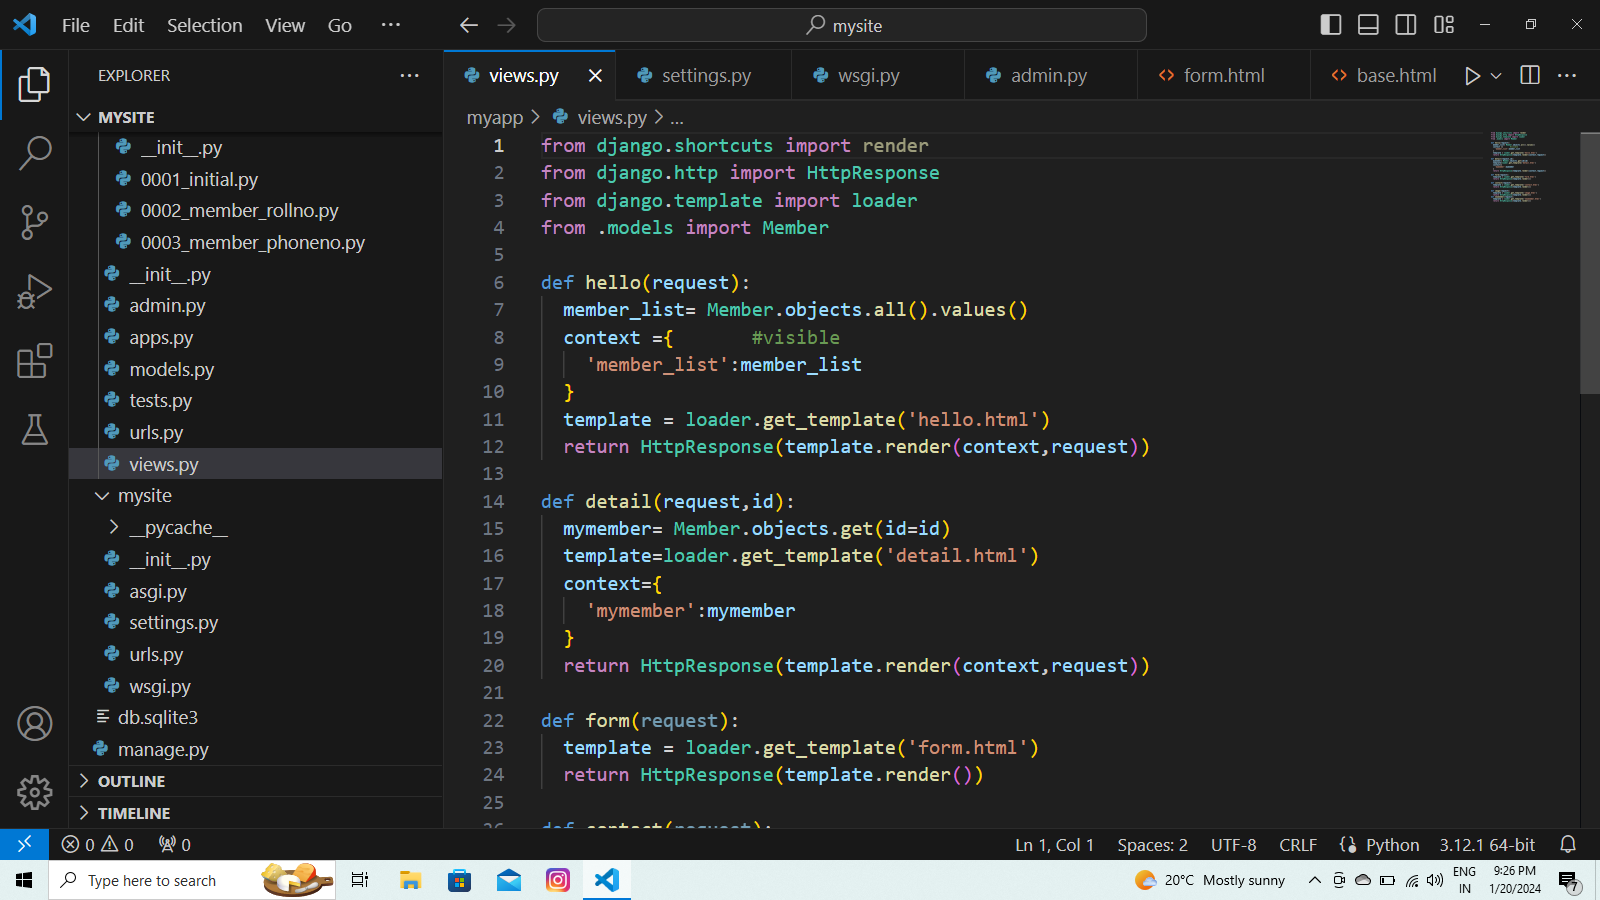 File Edit Selection View Go ···
mysite
EXPLORER
MYSITE
__init__.py
0001_initial.py
0002_member_rollno.py
0003_member_phoneno.py
__init__.py
admin.py
apps.py
models.py
tests.py
urls.py
views.py
mysite
__pycache__
__init__.py
asgi.py
settings.py
urls.py
wsgi.py
db.sqlite3
manage.py
OUTLINE
TIMELINE
views.py settings.py wsgi.py admin.py form.html base.html
myapp > views.py > ...
1 from django.shortcuts import render
2 from django.http import HttpResponse
3 from django.template import loader
4 from .models import Member
5
6 def hello(request):
7 member_list= Member.objects.all().values()
8 context ={ #visible
9 'member_list':member_list
10 }
11 template = loader.get_template('hello.html')
12 return HttpResponse(template.render(context,request))
13
14 def detail(request,id):
15 mymember= Member.objects.get(id=id)
16 template=loader.get_template('detail.html')
17 context={
18 'mymember':mymember
19 }
20 return HttpResponse(template.render(context,request))
21
22 def form(request):
23 template = loader.get_template('form.html')
24 return HttpResponse(template.render())
25
26 def contact(request):
0 0 0 Ln 1, Col 1 Spaces: 2 UTF-8 CRLF Python 3.12.1 64-bit
Type here to search
20°C Mostly sunny
ENG
IN
9:26 PM
1/20/2024
7